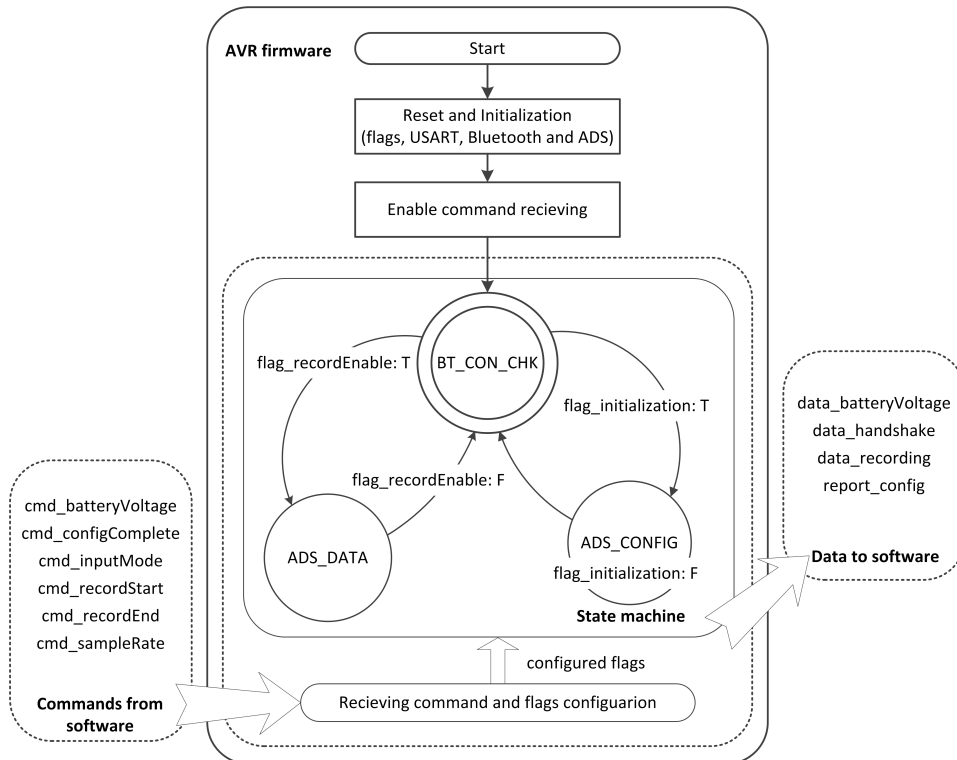 AVR firmware
Start
Reset and Initialization
(flags, USART, Bluetooth and ADS)
Enable command recieving
flag_recordEnable: T
BT_CON_CHK
flag_initialization: T
flag_recordEnable: F
ADS_DATA
ADS_CONFIG
flag_initialization: F
State machine
configured flags
Recieving command and flags configuarion
cmd_batteryVoltage
cmd_configComplete
cmd_inputMode
cmd_recordStart
cmd_recordEnd
cmd_sampleRate
Commands from
software
data_batteryVoltage
data_handshake
data_recording
report_config
Data to software